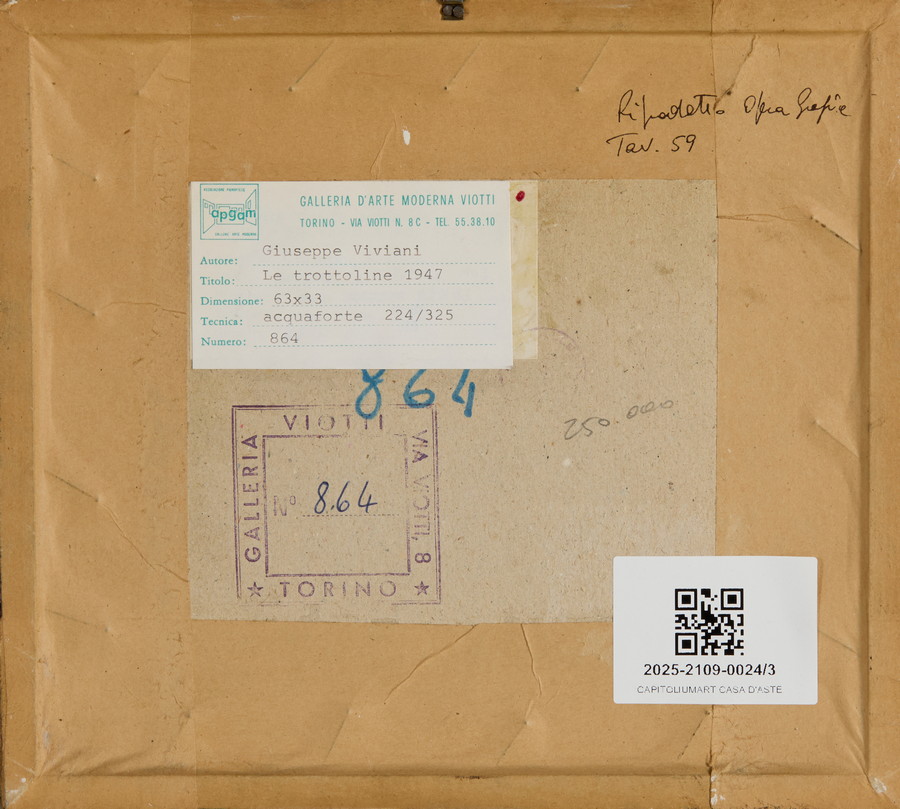 Riprodotto Opera Grafica
Tav. 59
apgam
GALLERIA D'ARTE MODERNA VIOTTI
TORINO - VIA VIOTTI N. 8C - TEL. 55.38.10
Autore: Giuseppe Viviani
Titolo: Le trottoline 1947
Dimensione: 63x33
Tecnica: acquaforte 224/325
Numero: 864
864
250.000
VIOTTI
GALLERIA
VIA VIOTTI, 8
Nº 864
★ TORINO ★
2025-2109-0024/3
CAPITOLIUMART CASA D'ASTE